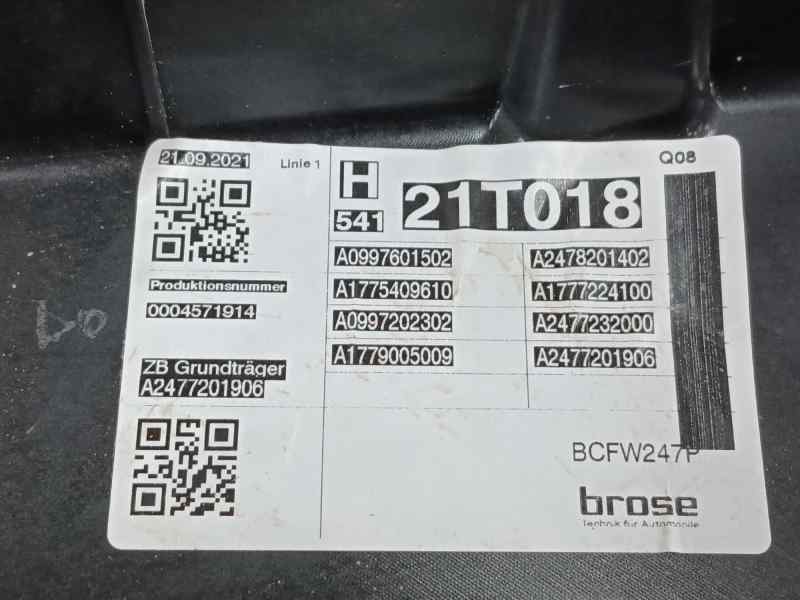 21.09.2021
Linie 1
Produktionsnummer
0004571914
ZB Grundträger
A2477201906
H
541
21T018
Q08
A0997601502 A2478201402
A1775409610 A1777224100
A0997202302 A2477232000
A1779005009 A2477201906
BCFW247P
brose
Technik für Automobile